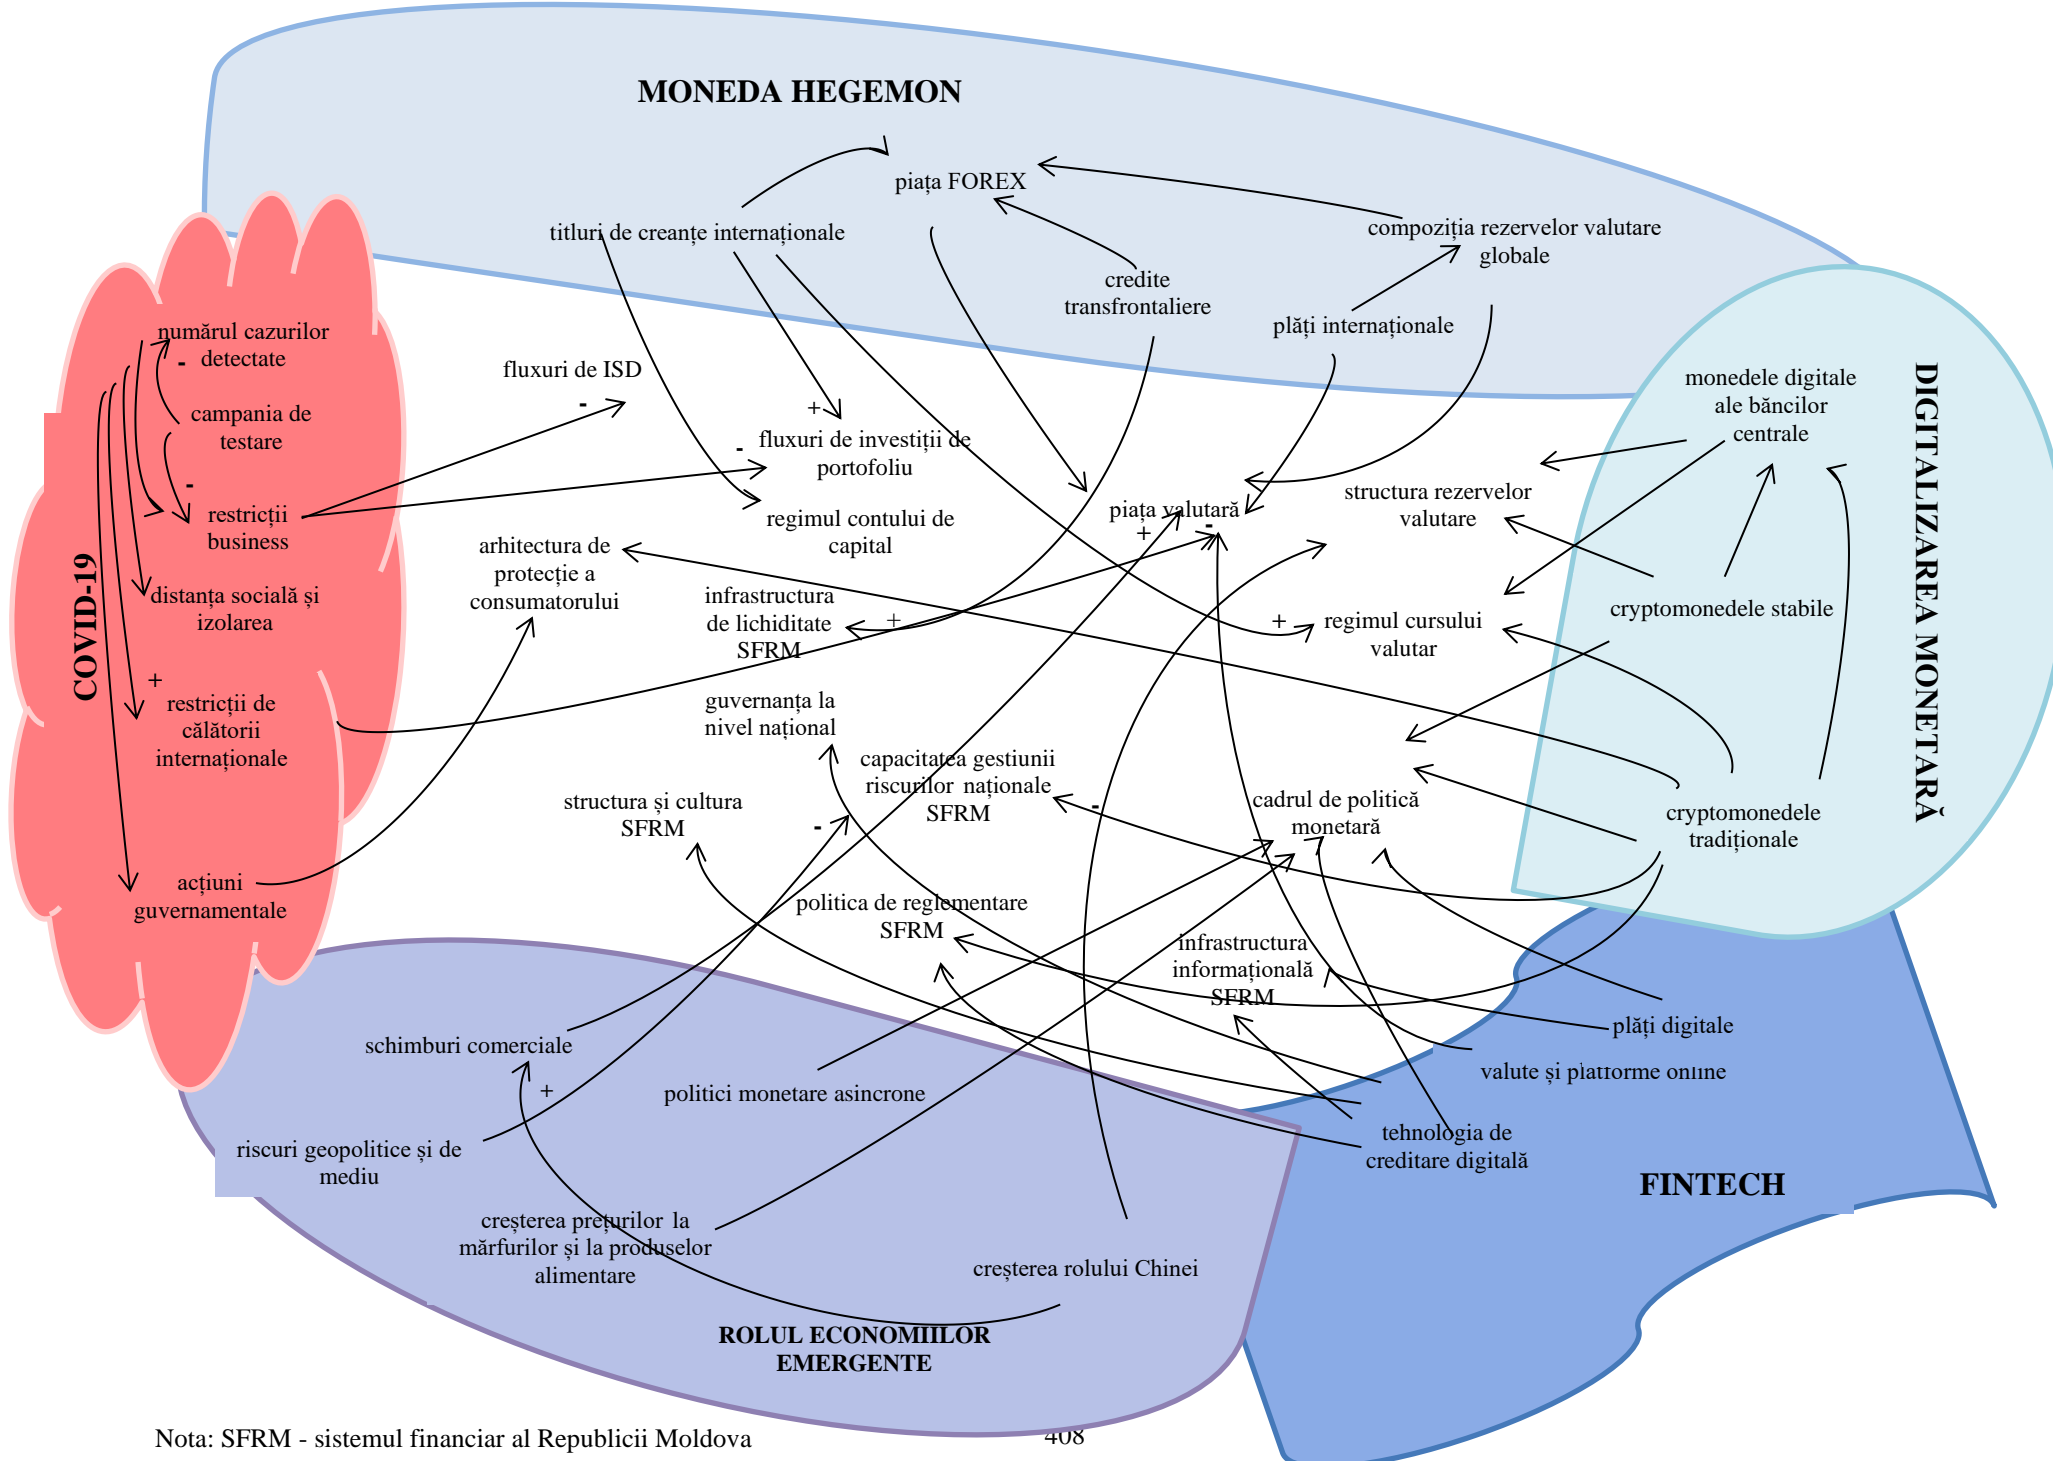 MONEDA HEGEMON
piața FOREX
titluri de creanțe internaționale
compoziția rezervelor valutare
globale
credite
transfrontaliere
plăți internaționale
COVID-19
numărul cazurilor
detectate
-
campania de
testare
-
restricții
business
distanța socială și
izolarea
+
restricții de
călătorii
internaționale
acțiuni
guvernamentale
fluxuri de ISD
-
+
-
fluxuri de investiții de
portofoliu
regimul contului de
capital
arhitectura de
protecție a
consumatorului
infrastructura
de lichiditate
SFRM
+
guvernanța la
nivel național
capacitatea gestiunii
riscurilor naționale
SFRM
-
structura și cultura
SFRM
-
politica de reglementare
SFRM
piața valutară
-
+
structura rezervelor
valutare
+
regimul cursului
valutar
cadrul de politică
monetară
infrastructura
informațională
SFRM
DIGITALIZAREA MONETARĂ
monedele digitale
ale băncilor
centrale
cryptomonedele stabile
cryptomonedele
tradiționale
plăți digitale
valute și platforme online
tehnologia de
creditare digitală
FINTECH
schimburi comerciale
+
politici monetare asincrone
riscuri geopolitice și de
mediu
creșterea prețurilor la
mărfurilor și la produselor
alimentare
creșterea rolului Chinei
ROLUL ECONOMIILOR
EMERGENTE
Nota: SFRM - sistemul financiar al Republicii Moldova
408